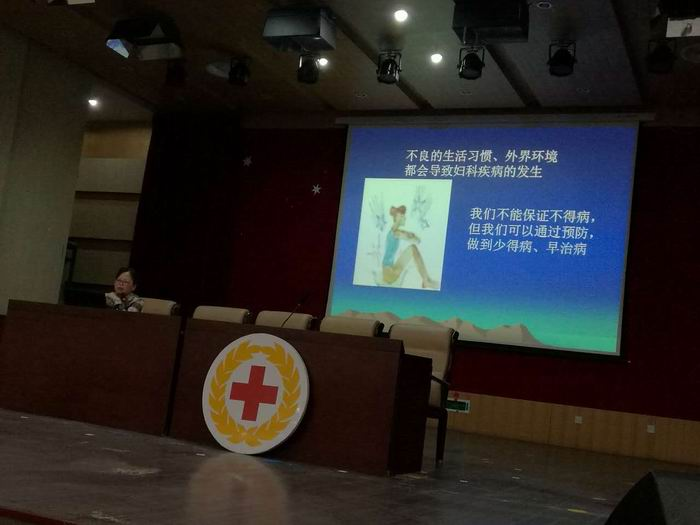 不良的生活习惯、外界环境
都会导致妇科疾病的发生
我们不能保证不得病，
但我们可以通过预防，
做到少得病、早治病